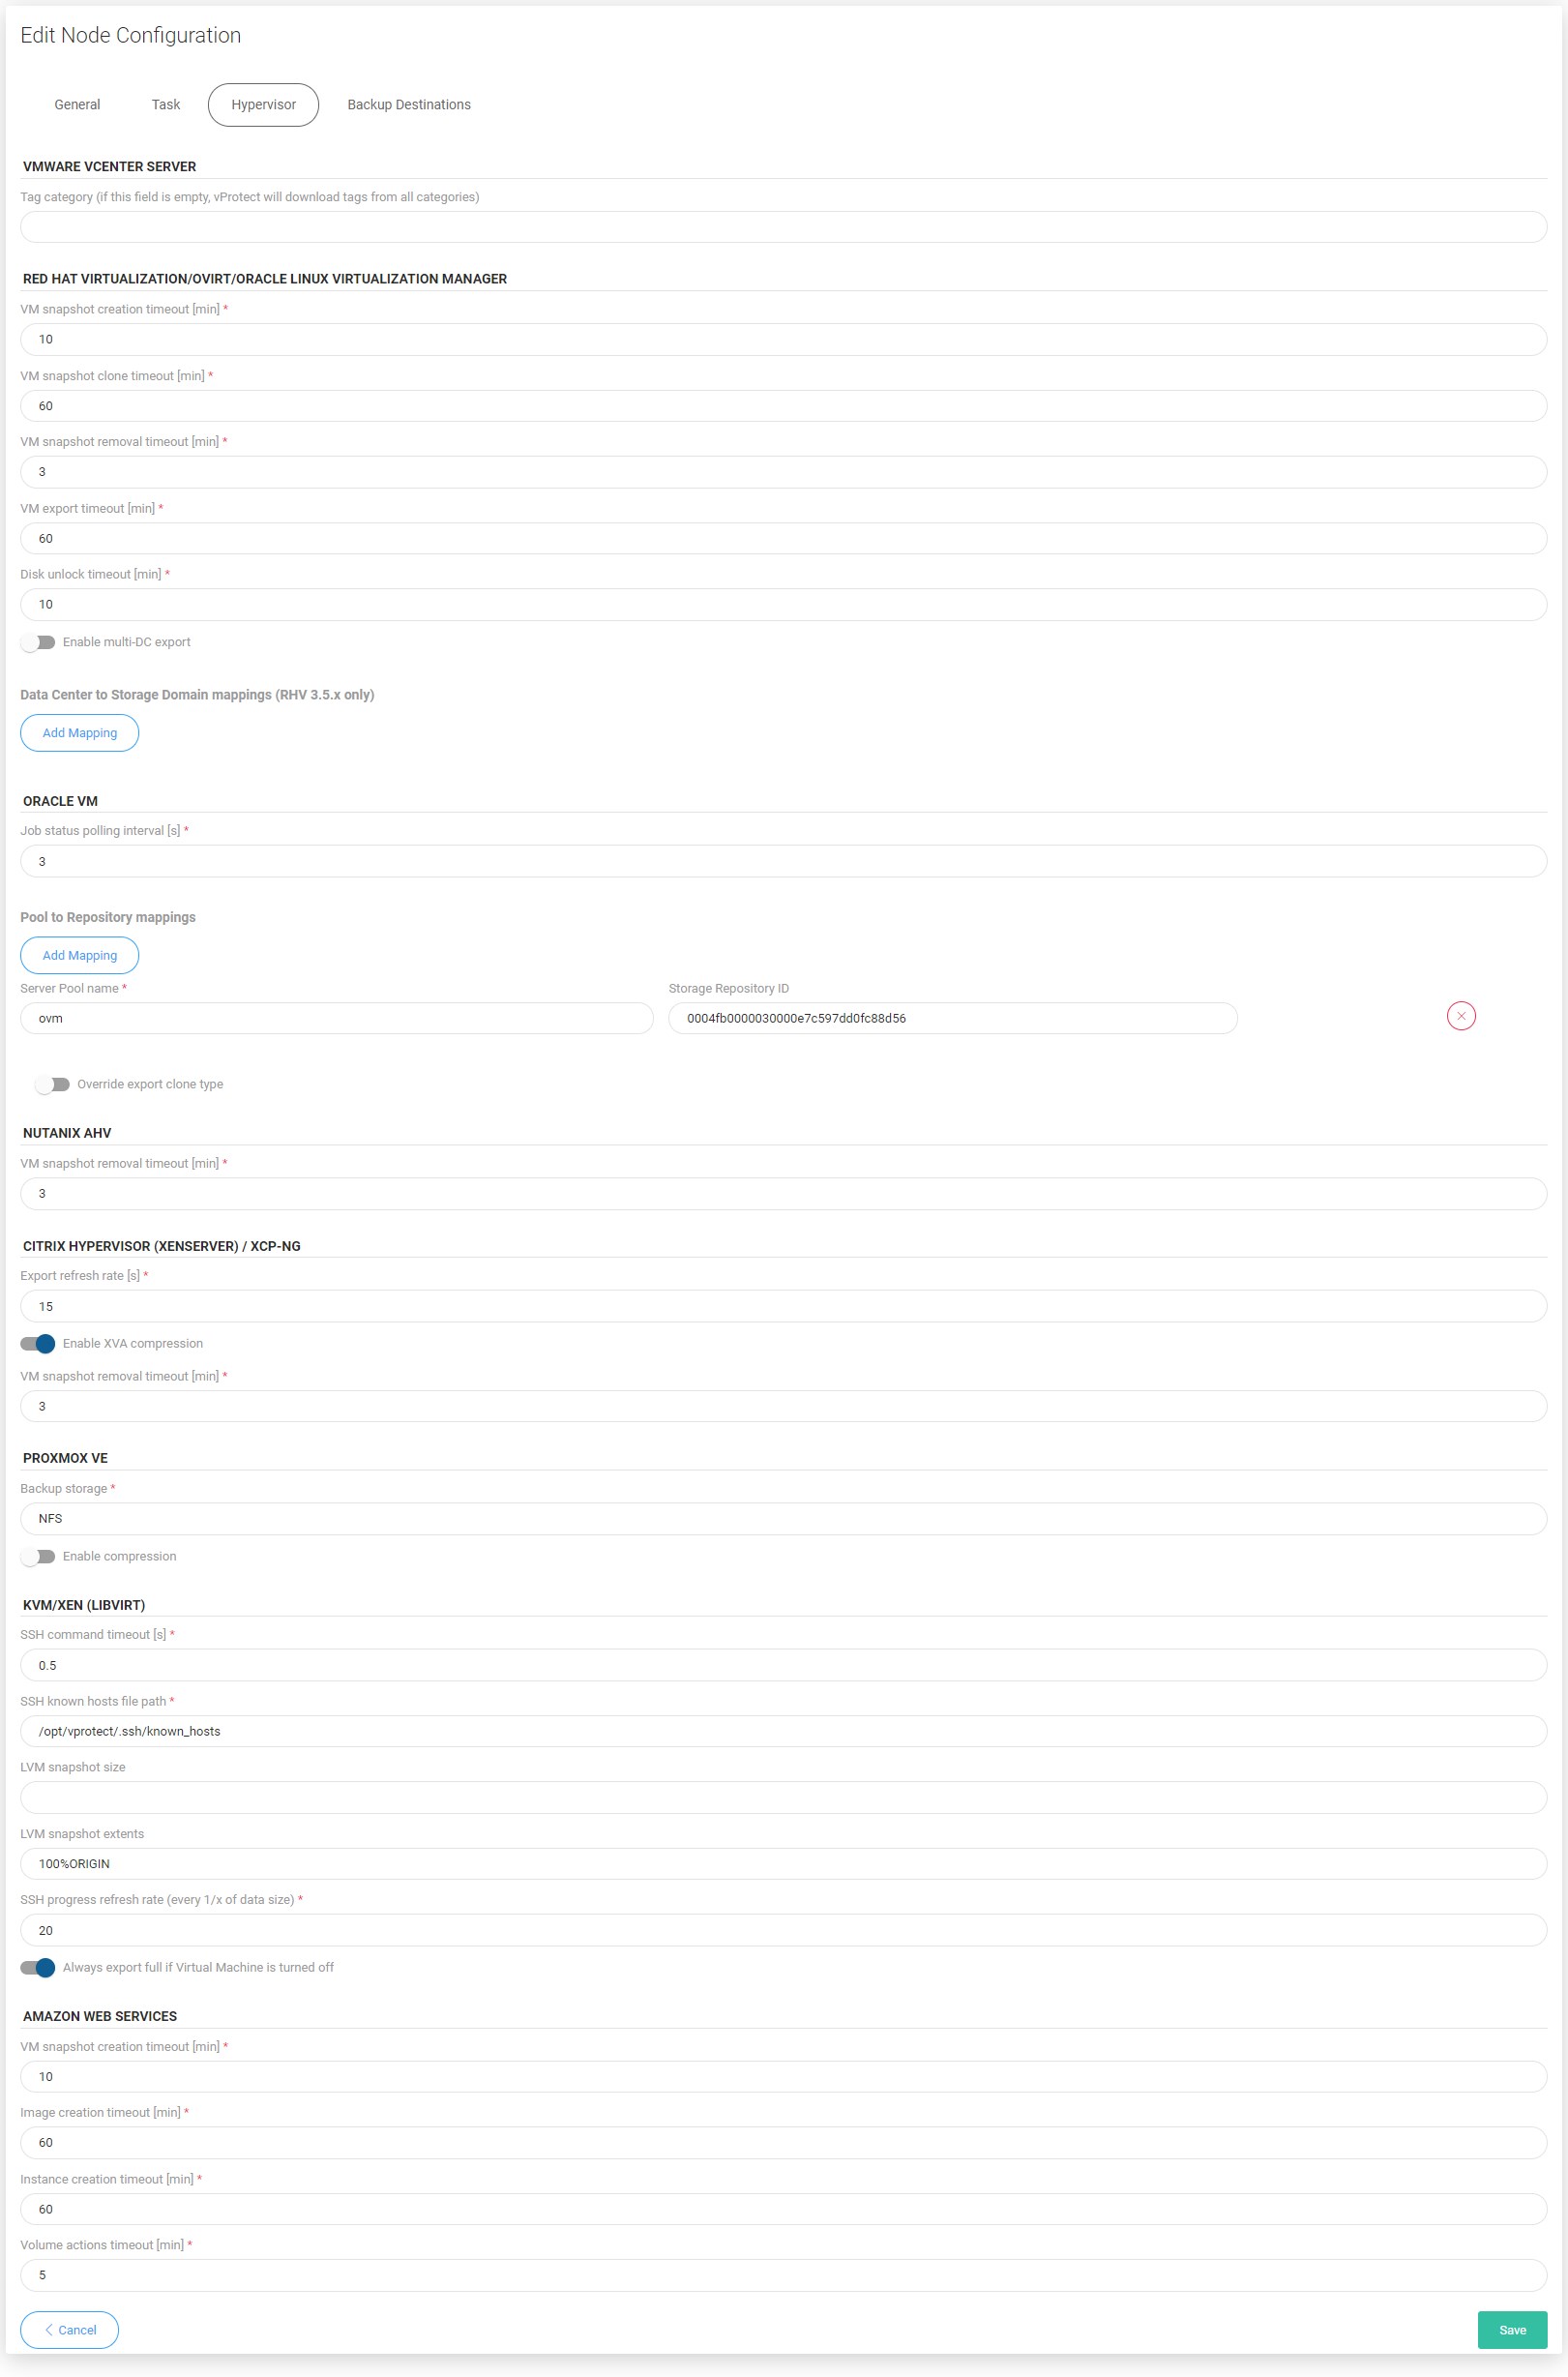 Edit Node Configuration
General Task Hypervisor Backup Destinations
VMWARE VCENTER SERVER
Tag category (if this field is empty, vProtect will download tags from all categories)
RED HAT VIRTUALIZATION/OVIRT/ORACLE LINUX VIRTUALIZATION MANAGER
VM snapshot creation timeout [min] *
10
VM snapshot clone timeout [min] *
60
VM snapshot removal timeout [min] *
3
VM export timeout [min] *
60
Disk unlock timeout [min] *
10
Enable multi-DC export
Data Center to Storage Domain mappings (RHV 3.5.x only)
Add Mapping
ORACLE VM
Job status polling interval [s] *
3
Pool to Repository mappings
Add Mapping
Server Pool name * Storage Repository ID
ovm 0004fb0000030000e7c597dd0fc88d56
Override export clone type
NUTANIX AHV
VM snapshot removal timeout [min] *
3
CITRIX HYPERVISOR (XENSERVER) / XCP-NG
Export refresh rate [s] *
15
Enable XVA compression
VM snapshot removal timeout [min] *
3
PROXMOX VE
Backup storage *
NFS
Enable compression
KVM/XEN (LIBVIRT)
SSH command timeout [s] *
0.5
SSH known hosts file path *
/opt/vprotect/.ssh/known_hosts
LVM snapshot size
LVM snapshot extents
100%ORIGIN
SSH progress refresh rate (every 1/x of data size) *
20
Always export full if Virtual Machine is turned off
AMAZON WEB SERVICES
VM snapshot creation timeout [min] *
10
Image creation timeout [min] *
60
Instance creation timeout [min] *
60
Volume actions timeout [min] *
5
Cancel Save